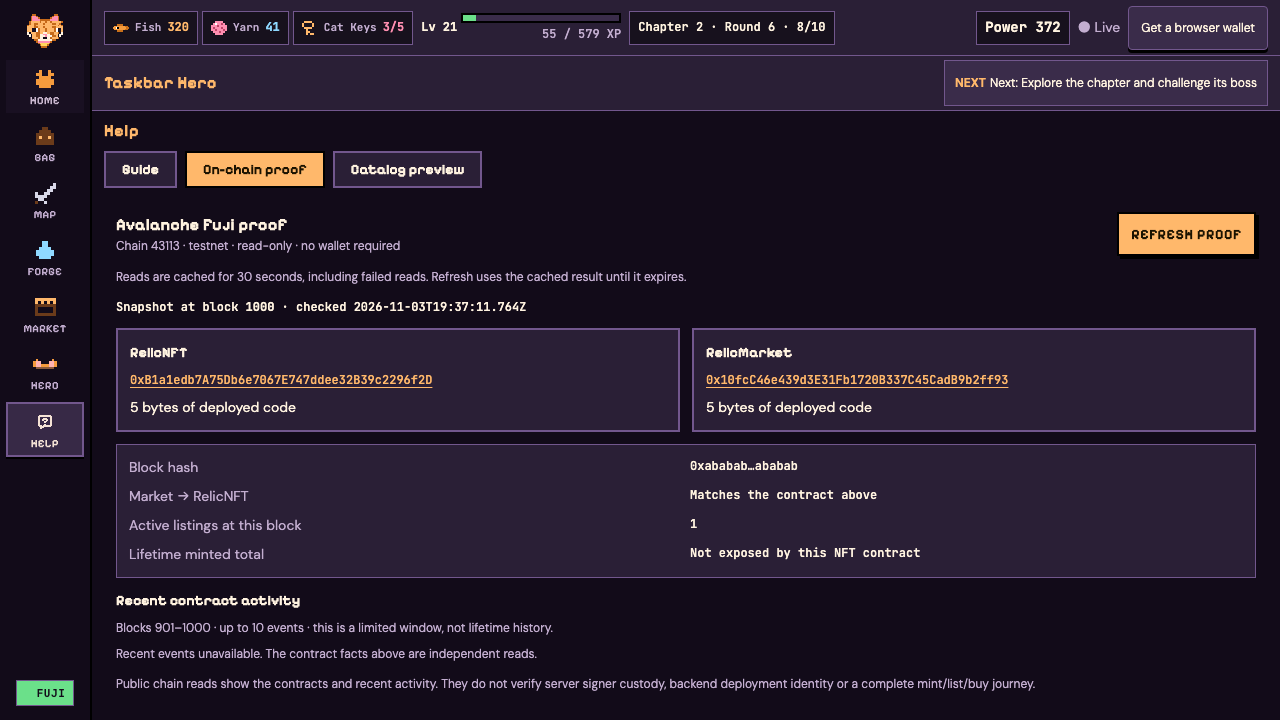 Fish 320
Yarn 41
Cat Keys 3/5
Lv 21
55 / 579 XP
Chapter 2 · Round 6 · 8/10
Power 372
Live
Get a browser wallet
HOME
BAG
MAP
FORGE
MARKET
HERO
HELP
FUJI
Taskbar Hero
NEXT Next: Explore the chapter and challenge its boss
Help
Guide
On-chain proof
Catalog preview
Avalanche Fuji proof
Chain 43113 · testnet · read-only · no wallet required
REFRESH PROOF
Reads are cached for 30 seconds, including failed reads. Refresh uses the cached result until it expires.
Snapshot at block 1000 · checked 2026-11-03T19:37:11.764Z
RelicNFT
0xB1a1edb7A75Db6e7067E747ddee32B39c2296f2D
5 bytes of deployed code
RelicMarket
0x10fcC46e439d3E31Fb1720B337C45CadB9b2ff93
5 bytes of deployed code
Block hash 0xababab…ababab
Market → RelicNFT Matches the contract above
Active listings at this block 1
Lifetime minted total Not exposed by this NFT contract
Recent contract activity
Blocks 901–1000 · up to 10 events · this is a limited window, not lifetime history.
Recent events unavailable. The contract facts above are independent reads.
Public chain reads show the contracts and recent activity. They do not verify server signer custody, backend deployment identity or a complete mint/list/buy journey.